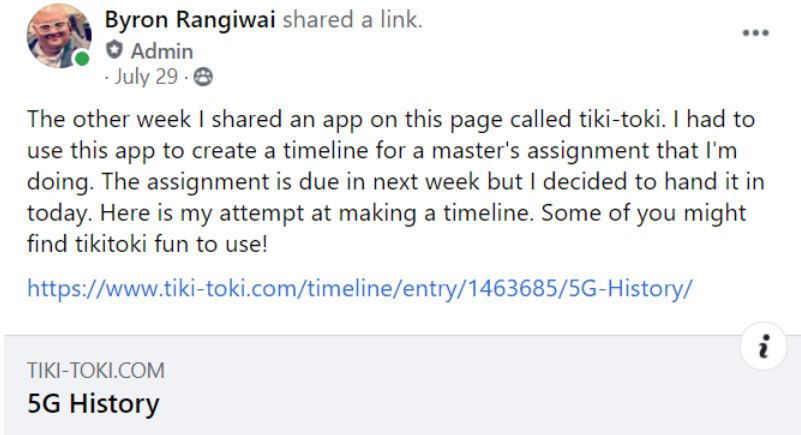 Byron Rangiwai shared a link.
Admin
· July 29 ·
The other week I shared an app on this page called tiki-toki. I had to
use this app to create a timeline for a master's assignment that I'm
doing. The assignment is due in next week but I decided to hand it in
today. Here is my attempt at making a timeline. Some of you might
find tikitoki fun to use!
https://www.tiki-toki.com/timeline/entry/1463685/5G-History/
TIKI-TOKI.COM
5G History